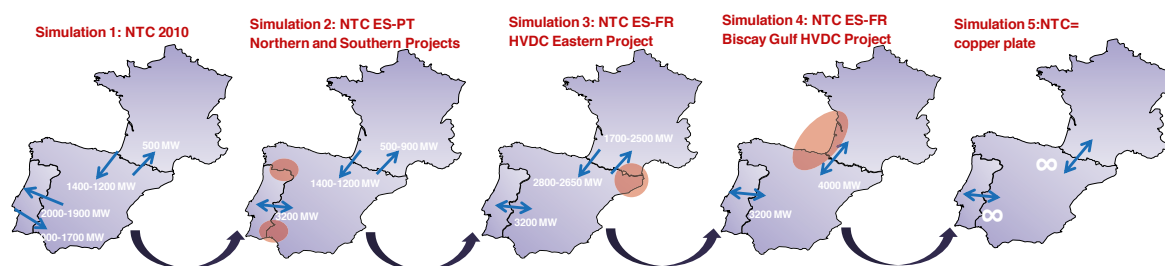 Simulation 1: NTC 2010
500 MW
1400-1200 MW
2000-1900 MW
000-1700 MW
Simulation 2: NTC ES-PT
Northern and Southern Projects
500-900 MW
1400-1200 MW
3200 MW
Simulation 3: NTC ES-FR
HVDC Eastern Project
1700-2500 MW
2800-2650 MW
3200 MW
Simulation 4: NTC ES-FR
Biscay Gulf HVDC Project
4000 MW
3200 MW
Simulation 5:NTC=
copper plate
∞
∞